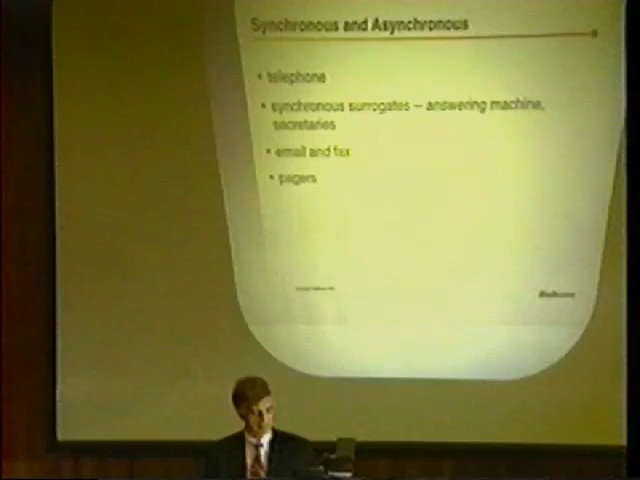 Synchronous and Asynchronous
• telephone
• synchronous surrogates – answering machine,
secretaries
• email and fax
• pagers